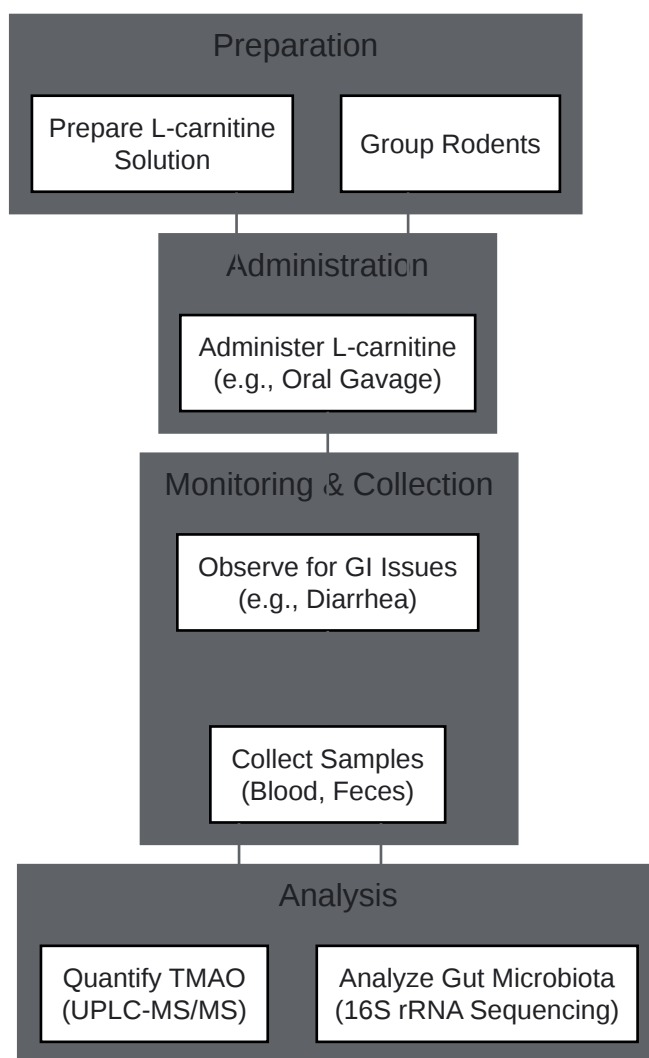 Preparation
Prepare L-carnitine
Solution
Group Rodents
Administration
Administer L-carnitine
(e.g., Oral Gavage)
Monitoring & Collection
Observe for GI Issues
(e.g., Diarrhea)
Collect Samples
(Blood, Feces)
Analysis
Quantify TMAO
(UPLC-MS/MS)
Analyze Gut Microbiota
(16S rRNA Sequencing)